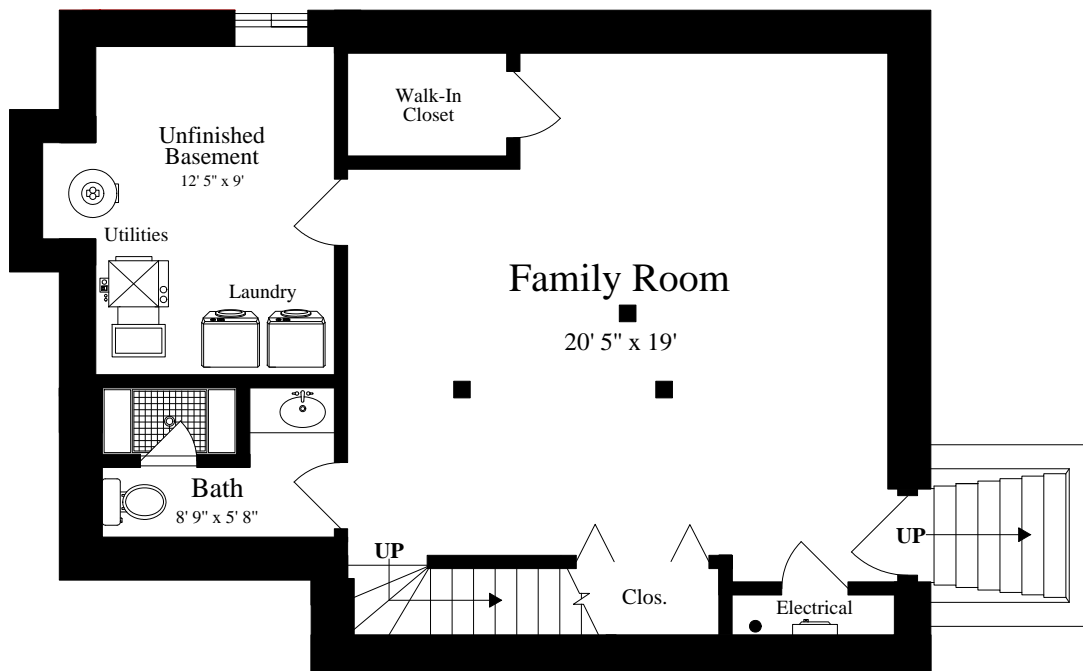 Walk-In
Closet
Unfinished
Basement
12' 5" x 9'
Utilities
Laundry
Family Room
20' 5" x 19'
Bath
8' 9" x 5' 8"
UP
UP
Clos.
Electrical